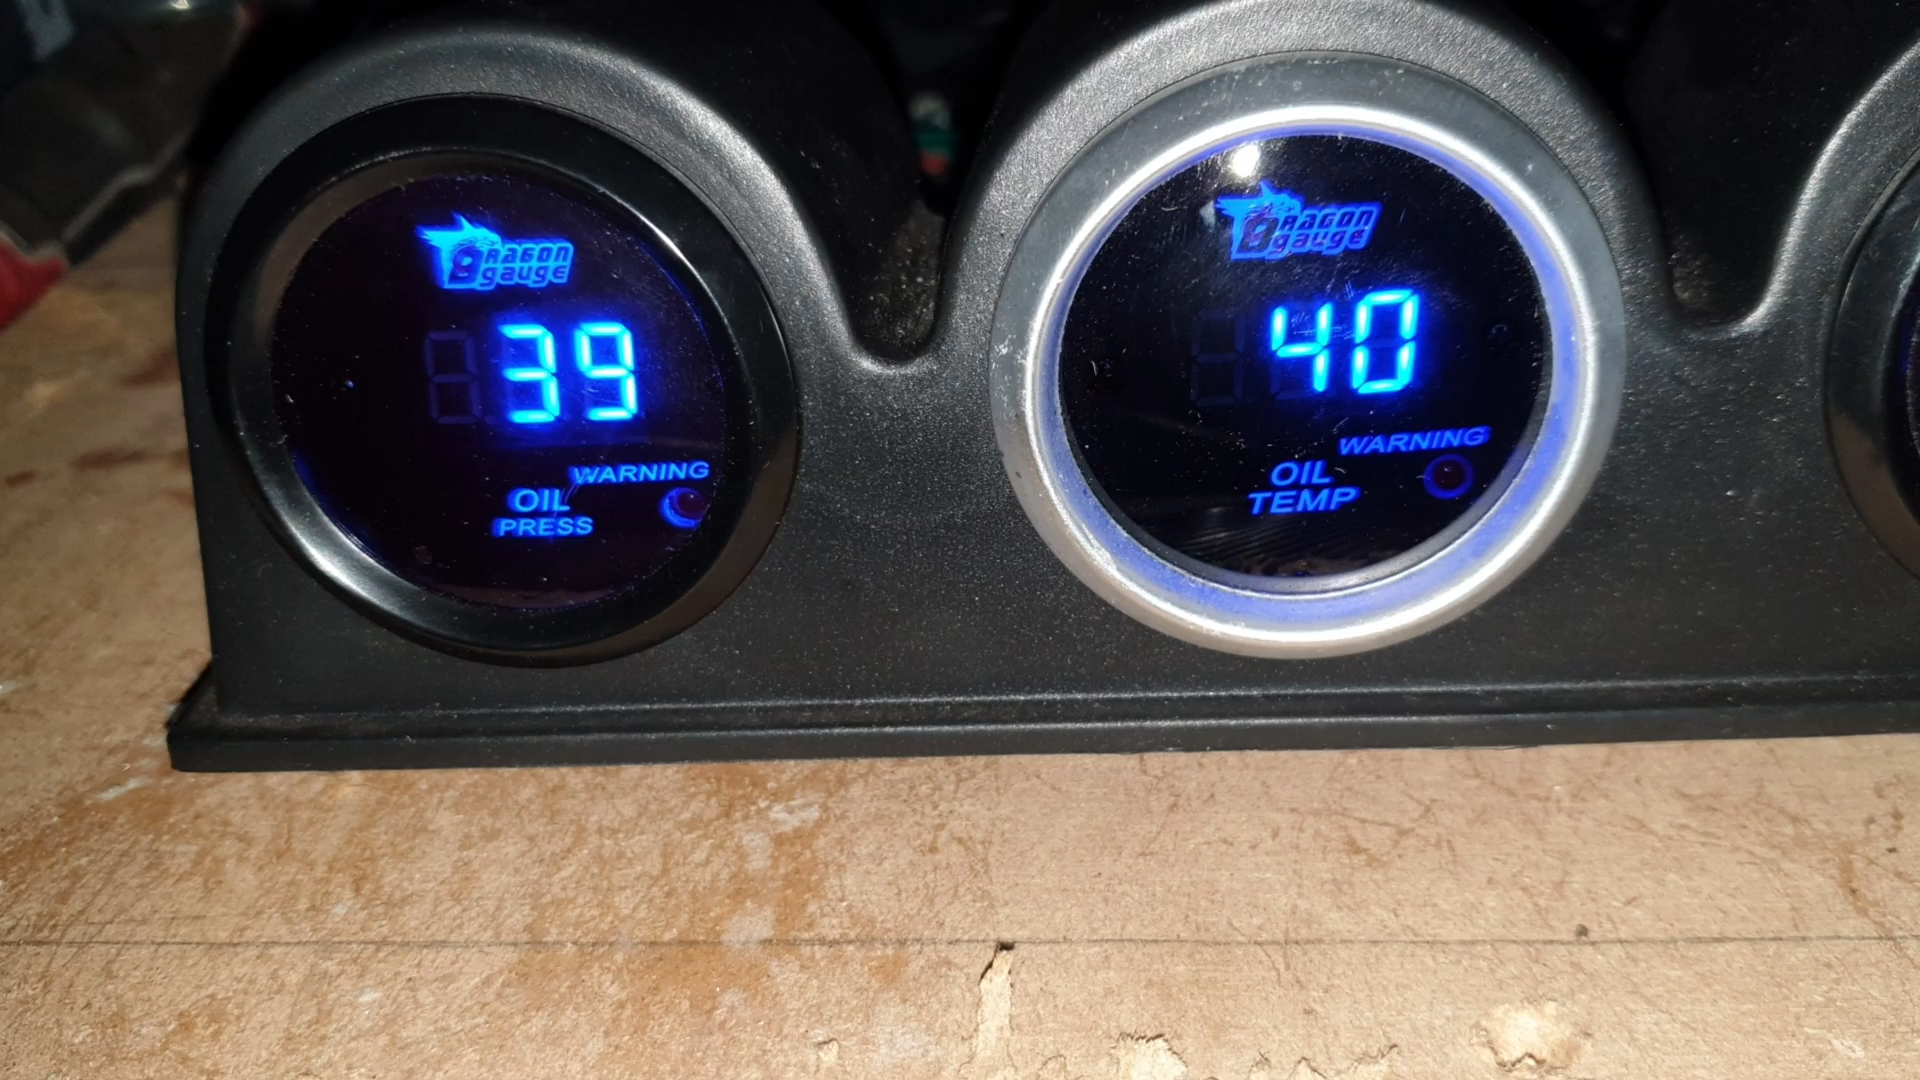 DRAGON
gauge
39
WARNING
OIL
PRESS
DRAGON
gauge
40
WARNING
OIL
TEMP